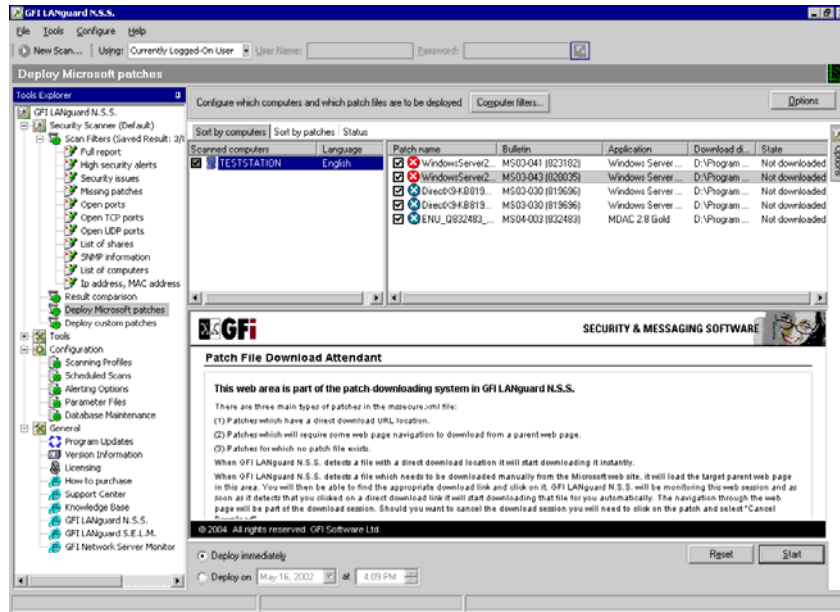 GFI LANguard N.S.S.
File Tools Configure Help
New Scan... Using: Currently Logged-On User User Name: Password:
Deploy Microsoft patches
Tools Explorer
GFI LANguard N.S.S.
Security Scanner (Default)
Scan Filters (Saved Result: 3/1
Full report
High security alerts
Security issues
Missing patches
Open ports
Open TCP ports
Open UDP ports
List of shares
SNMP information
List of computers
Ip address, MAC address
Result comparison
Deploy Microsoft patches
Deploy custom patches
Tools
Configuration
Scanning Profiles
Scheduled Scans
Alerting Options
Parameter Files
Database Maintenance
General
Program Updates
Version Information
Licensing
How to purchase
Support Center
Knowledge Base
GFI LANguard N.S.S.
GFI LANguard S.E.L.M.
GFI Network Server Monitor
Configure which computers and which patch files are to be deployed Computer filters... Options
Sort by computers Sort by patches Status
Scanned computers Language
TESTSTATION English
Patch name Bulletin Application Download di... State
WindowsServer2... MS03-041 (823182) Windows Server ... D:\Program ... Not downloaded
WindowsServer2... MS03-043 (828035) Windows Server ... D:\Program ... Not downloaded
DirectX9-KB819... MS03-030 (819696) Windows Server ... D:\Program ... Not downloaded
DirectX9-KB819... MS03-030 (819696) Windows Server ... D:\Program ... Not downloaded
ENU_Q832483_... MS04-003 (832483) MDAC 2.8 Gold D:\Program ... Not downloaded
Options
GFi SECURITY & MESSAGING SOFTWARE
Patch File Download Attendant
This web area is part of the patch-downloading system in GFI LANguard N.S.S.
There are three main types of patches in the mssecure.xml file:
(1) Patches which have a direct download URL location.
(2) Patches which will require some web page navigation to download from a parent web page.
(3) Patches for which no patch file exists.
When GFI LANguard N.S.S. detects a file with a direct download location it will start downloading it instantly.
When GFI LANguard N.S.S. detects a file which needs to be downloaded manually from the Microsoft web site, it will load the target parent web page
in this area. You will then be able to find the appropriate download link and click on it. GFI LANguard N.S.S. will be monitoring this web session and as
soon as it detects that you clicked on a direct download link it will start downloading that file for you automatically. The navigation through the web
page will be part of the download session. Should you want to cancel the download session you will need to click on the patch and select "Cancel
© 2004. All rights reserved. GFI Software Ltd.
Deploy immediately Reset Start
Deploy on May 16, 2002 at 4:09 PM